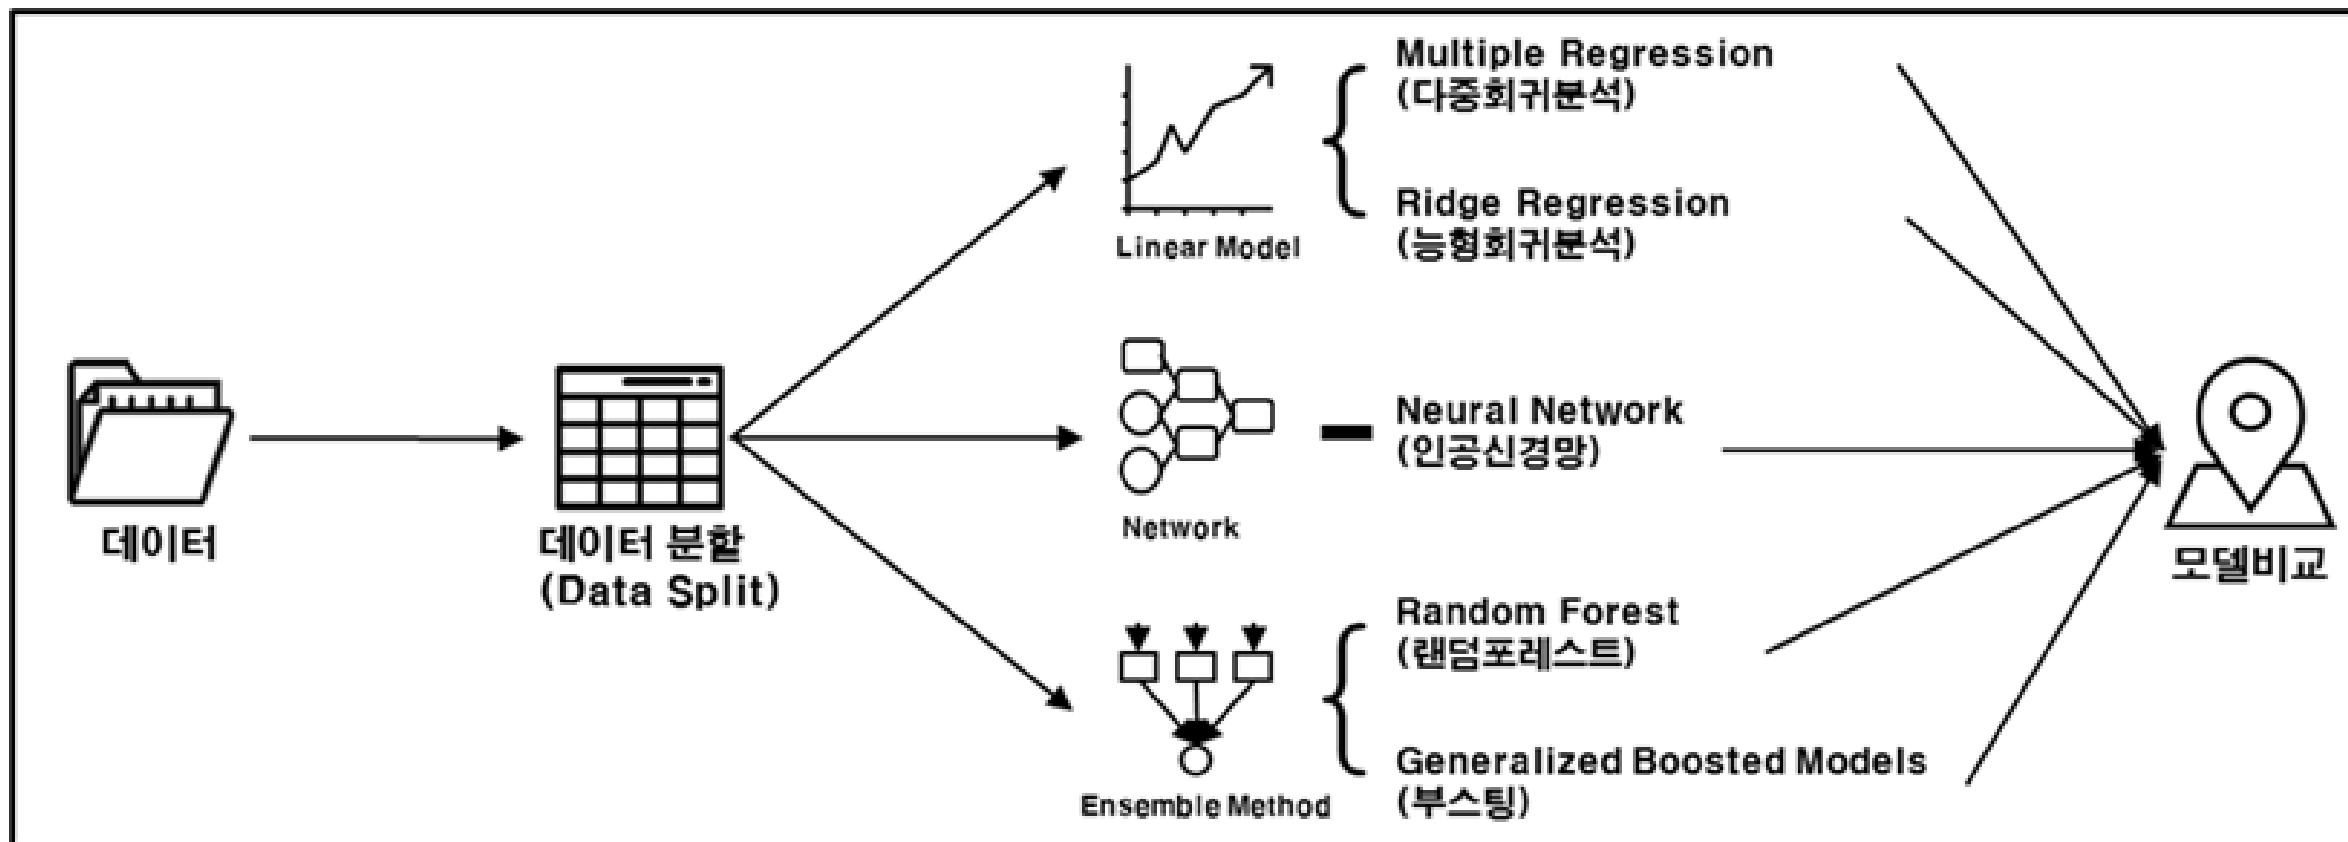 데이터
데이터 분할
(Data Split)
Linear Model
Multiple Regression
(다중회귀분석)
Ridge Regression
(능형회귀분석)
Network
Neural Network
(인공신경망)
Ensemble Method
Random Forest
(랜덤포레스트)
Generalized Boosted Models
(부스팅)
모델비교